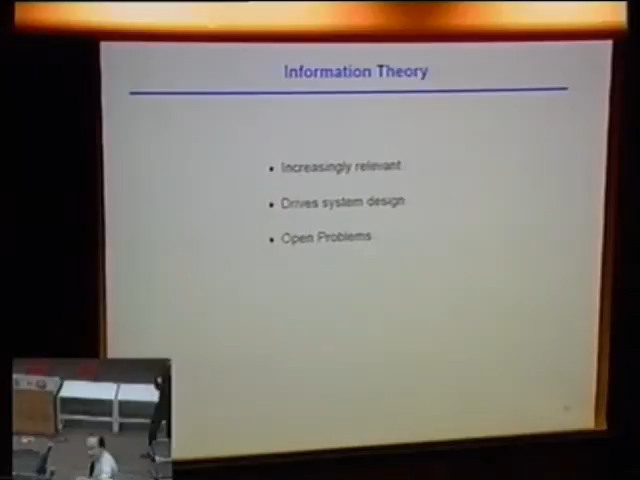 Information Theory
• Increasingly relevant
• Drives system design
• Open Problems